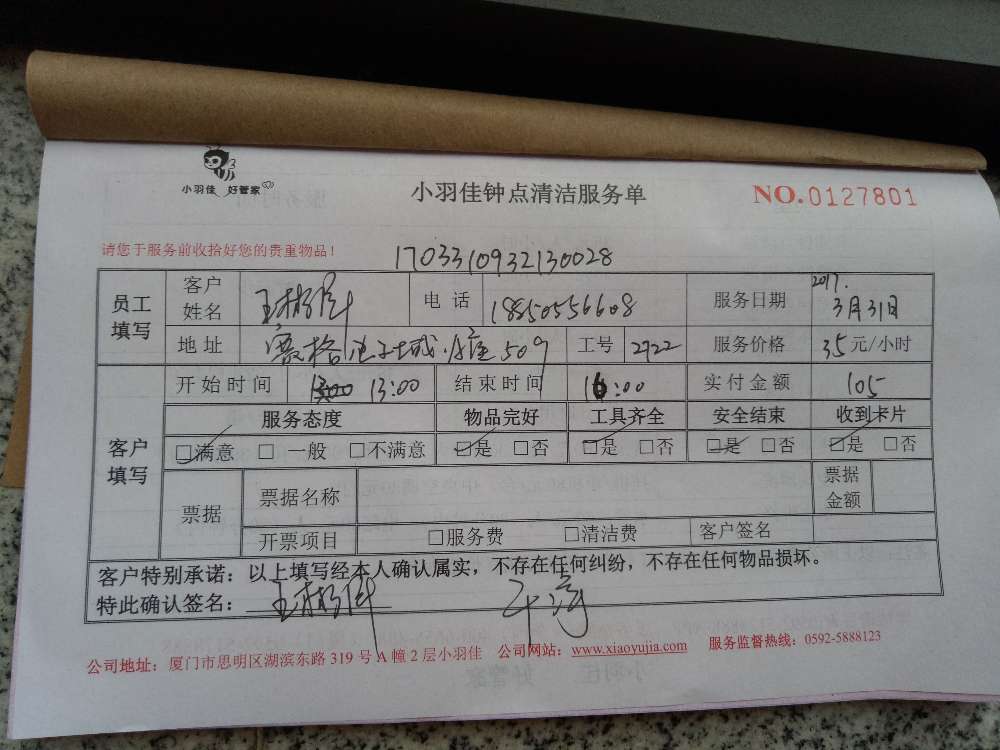 小羽佳 好管家
小羽佳钟点清洁服务单
NO.0127801
请您于服务前收拾好您的贵重物品!
1703310932130028
员工填写 客户姓名 电话 18850556608 服务日期 2017.3月31日
地址 赛格电子城 509 工号 2922 服务价格 35元/小时
客户填写 开始时间 13:00 结束时间 16:00 实付金额 105
服务态度 物品完好 工具齐全 安全结束 收到卡片
☑满意 □一般 □不满意 ☑是 □否 ☑是 □否 ☑是 □否 ☑是 □否
票据 票据名称 票据金额
开票项目 □服务费 □清洁费 客户签名
客户特别承诺:以上填写经本人确认属实,不存在任何纠纷,不存在任何物品损坏。
特此确认签名:
公司地址:厦门市思明区湖滨东路319号A幢2层小羽佳 公司网站:www.xiaoyujia.com 服务监督热线:0592-5888123